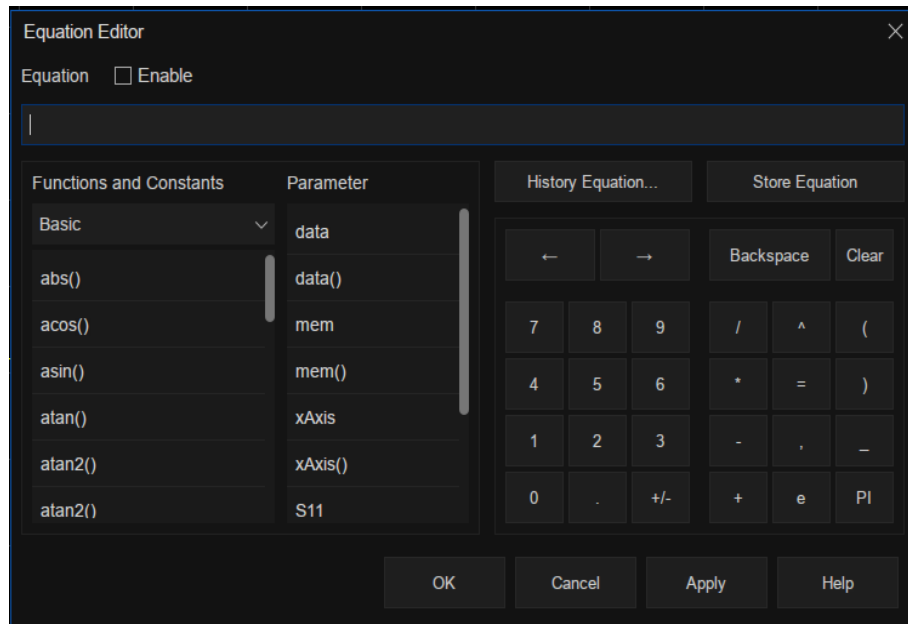 Equation Editor
Equation Enable
Functions and Constants
Basic
abs()
acos()
asin()
atan()
atan2()
atan2()
Parameter
data
data()
mem
mem()
xAxis
xAxis()
S11
History Equation... Store Equation
← → Backspace Clear
7 8 9 / ^ (
4 5 6 * = )
1 2 3 - , _
0 . +/- + e PI
OK Cancel Apply Help